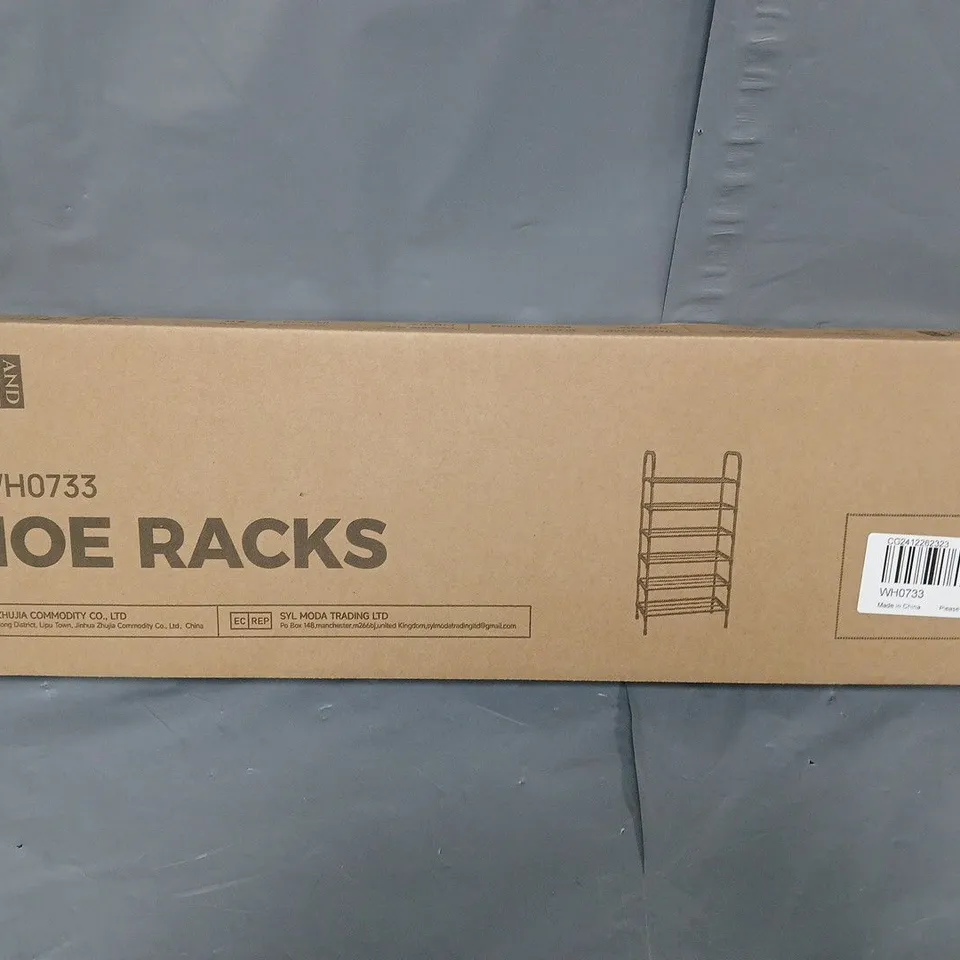 AND
WH0733
HOE RACKS
ZHUJIA COMMODITY CO., LTD
ong District, Lipu Town, Jinhua Zhujia Commodity Co., Ltd. China
EC REP
SYL MODA TRADING LTD
Po Box 148,manchester,m266bj,united Kingdom,sylmodatradingltd@gmail.com
CG2412262323
WH0733
Made in China Please